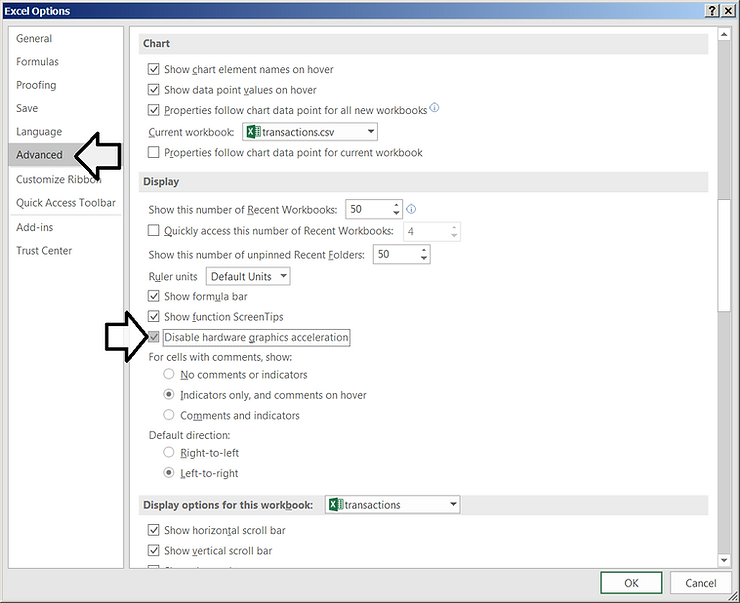 Excel Options
General
Formulas
Proofing
Save
Language
Advanced
Customize Ribbon
Quick Access Toolbar
Add-ins
Trust Center
Chart
Show chart element names on hover
Show data point values on hover
Properties follow chart data point for all new workbooks
Current workbook: transactions.csv
Properties follow chart data point for current workbook
Display
Show this number of Recent Workbooks: 50
Quickly access this number of Recent Workbooks: 4
Show this number of unpinned Recent Folders: 50
Ruler units Default Units
Show formula bar
Show function ScreenTips
Disable hardware graphics acceleration
For cells with comments, show:
No comments or indicators
Indicators only, and comments on hover
Comments and indicators
Default direction:
Right-to-left
Left-to-right
Display options for this workbook: transactions
Show horizontal scroll bar
Show vertical scroll bar
OK Cancel